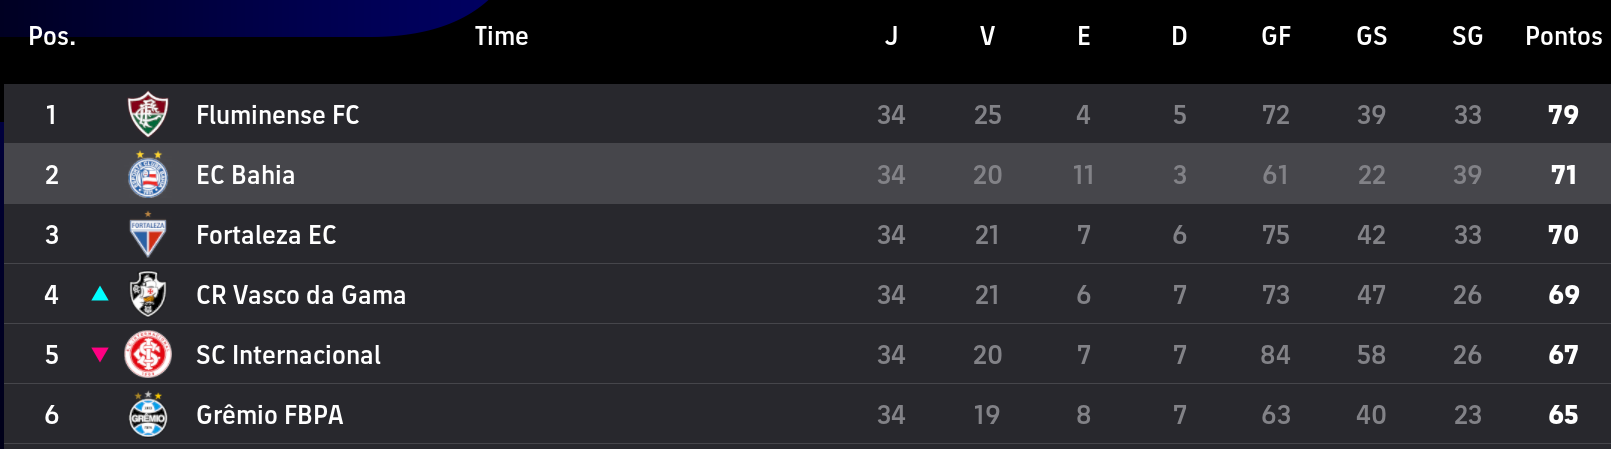 Pos. Time J V E D GF GS SG Pontos
1 Fluminense FC 34 25 4 5 72 39 33 79
2 EC Bahia 34 20 11 3 61 22 39 71
3 FORTALEZA Fortaleza EC 34 21 7 6 75 42 33 70
4 CR Vasco da Gama 34 21 6 7 73 47 26 69
5 SC Internacional 34 20 7 7 84 58 26 67
6 GRÊMIO Grêmio FBPA 34 19 8 7 63 40 23 65